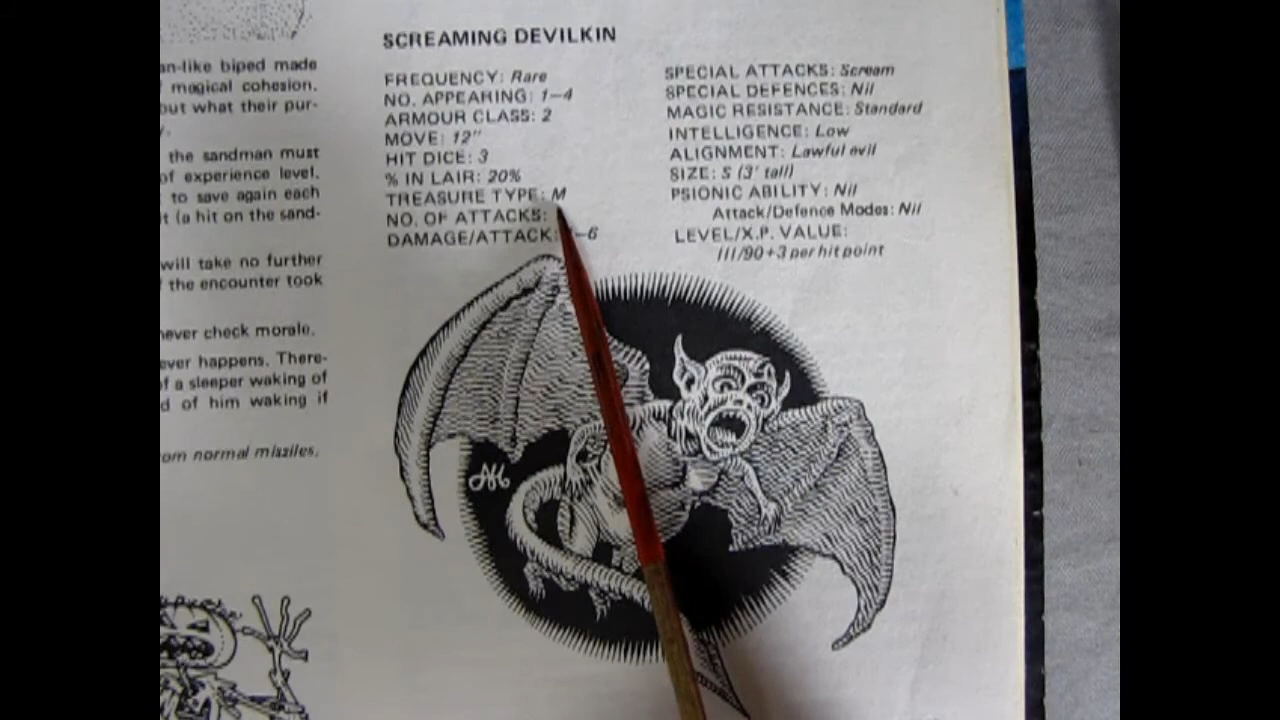 an-like biped made
magical cohesion.
out what their pur-
y.
the sandman must
of experience level.
to save again each
t (a hit on the sand-
will take no further
the encounter took
never check morale.
ever happens. There-
of a sleeper waking of
d of him waking if
om normal missiles.
SCREAMING DEVILKIN
FREQUENCY: Rare
NO. APPEARING: 1–4
ARMOUR CLASS: 2
MOVE: 12"
HIT DICE: 3
% IN LAIR: 20%
TREASURE TYPE: M
NO. OF ATTACKS:
DAMAGE/ATTACK: –6
SPECIAL ATTACKS: Scream
SPECIAL DEFENCES: Nil
MAGIC RESISTANCE: Standard
INTELLIGENCE: Low
ALIGNMENT: Lawful evil
SIZE: S (3' tall)
PSIONIC ABILITY: Nil
Attack/Defence Modes: Nil
LEVEL/X.P. VALUE:
III/90+3 per hit point